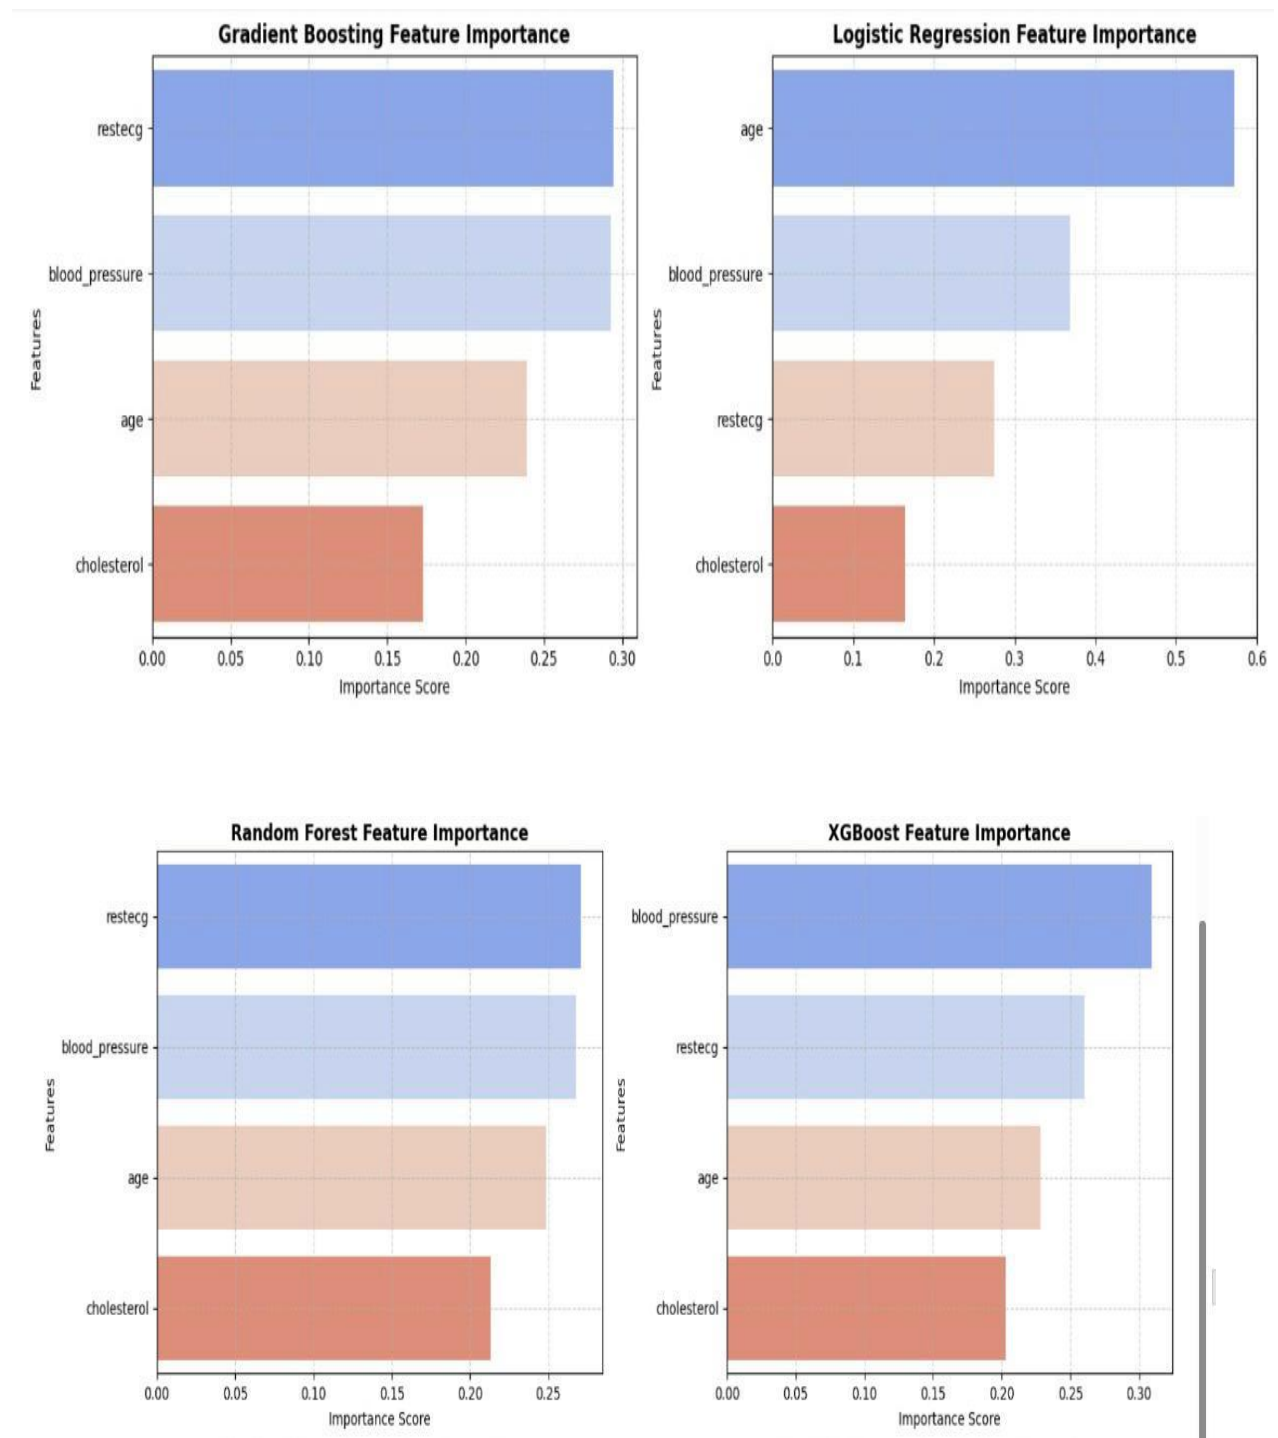 Gradient Boosting Feature Importance
Features
restecg
blood_pressure
age
cholesterol
0.00 0.05 0.10 0.15 0.20 0.25 0.30
Importance Score
Logistic Regression Feature Importance
Features
age
blood_pressure
restecg
cholesterol
0.0 0.1 0.2 0.3 0.4 0.5 0.6
Importance Score
Random Forest Feature Importance
Features
restecg
blood_pressure
age
cholesterol
0.00 0.05 0.10 0.15 0.20 0.25
Importance Score
XGBoost Feature Importance
Features
blood_pressure
restecg
age
cholesterol
0.00 0.05 0.10 0.15 0.20 0.25 0.30
Importance Score